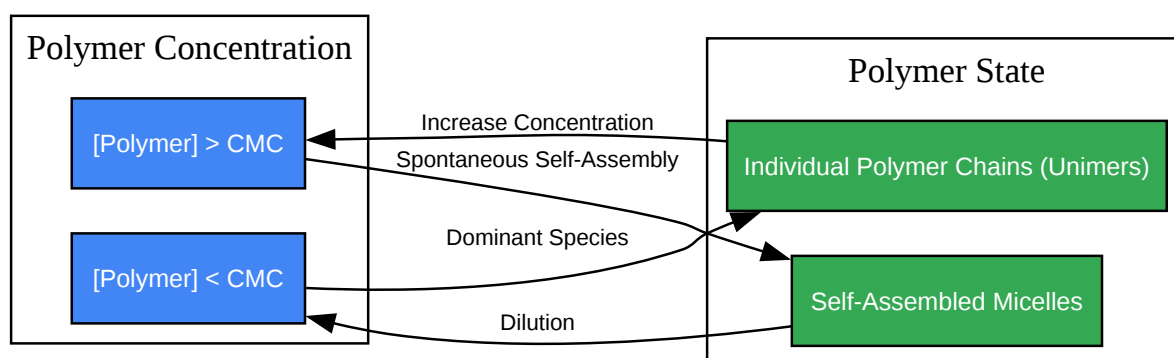 Polymer Concentration
[Polymer] > CMC
[Polymer] < CMC
Increase Concentration
Spontaneous Self-Assembly
Dominant Species
Dilution
Polymer State
Individual Polymer Chains (Unimers)
Self-Assembled Micelles